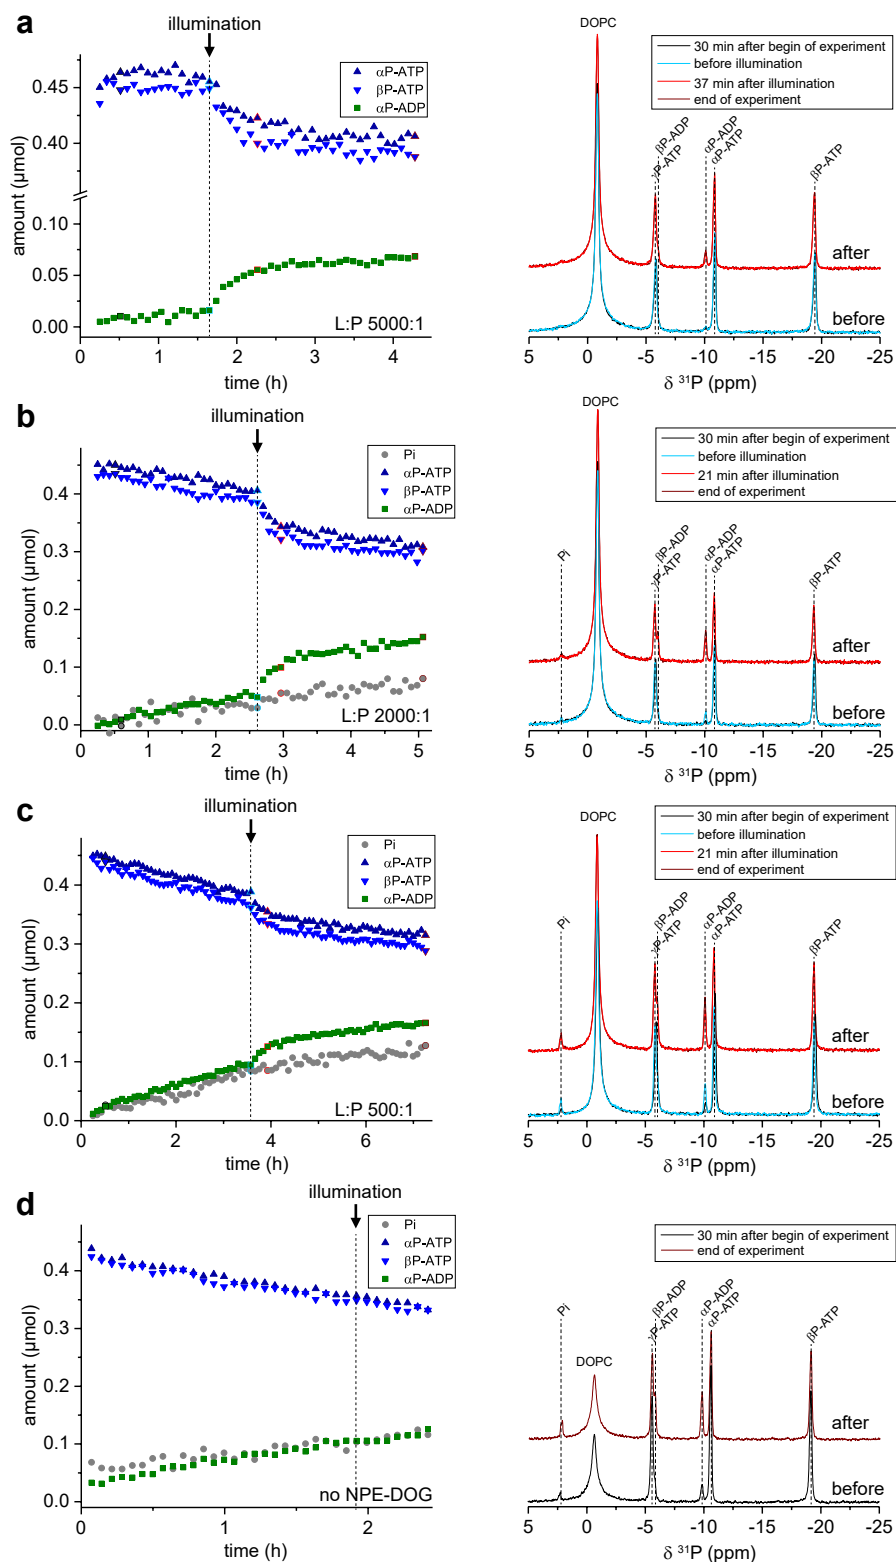 a
illumination
αP-ATP
βP-ATP
αP-ADP
amount (μmol)
0.45
0.40
0.10
0.05
0.00
L:P 5000:1
0 1 2 3 4
time (h)
DOPC
30 min after begin of experiment
before illumination
37 min after illumination
end of experiment
βP-ADP
γP-ATP
αP-ADP
αP-ATP
βP-ATP
after
before
5 0 -5 -10 -15 -20 -25
δ 31P (ppm)
b
illumination
Pi
αP-ATP
βP-ATP
αP-ADP
amount (μmol)
0.4
0.3
0.2
0.1
0.0
L:P 2000:1
0 1 2 3 4 5
time (h)
DOPC
30 min after begin of experiment
before illumination
21 min after illumination
end of experiment
Pi
βP-ADP
γP-ATP
αP-ADP
αP-ATP
βP-ATP
after
before
5 0 -5 -10 -15 -20 -25
δ 31P (ppm)
c
illumination
Pi
αP-ATP
βP-ATP
αP-ADP
amount (μmol)
0.4
0.3
0.2
0.1
0.0
L:P 500:1
0 2 4 6
time (h)
DOPC
30 min after begin of experiment
before illumination
21 min after illumination
end of experiment
Pi
βP-ADP
γP-ATP
αP-ADP
αP-ATP
βP-ATP
after
before
5 0 -5 -10 -15 -20 -25
δ 31P (ppm)
d
illumination
Pi
αP-ATP
βP-ATP
αP-ADP
amount (μmol)
0.4
0.3
0.2
0.1
0.0
no NPE-DOG
0 1 2
time (h)
30 min after begin of experiment
end of experiment
Pi
DOPC
βP-ADP
γP-ATP
αP-ADP
αP-ATP
βP-ATP
after
before
5 0 -5 -10 -15 -20 -25
δ 31P (ppm)